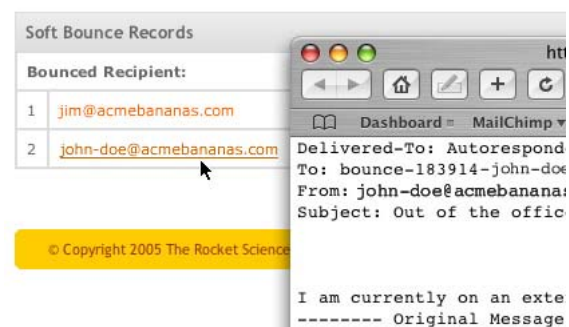 Soft Bounce Records
Bounced Recipient:
1 jim@acmebananas.com
2 john-doe@acmebananas.com
© Copyright 2005 The Rocket Science
htt
Dashboard MailChimp
Delivered-To: Autorespond
To: bounce-183914-john-doe
From: john-doe@acmebananas
Subject: Out of the offic
I am currently on an exte
-------- Original Message